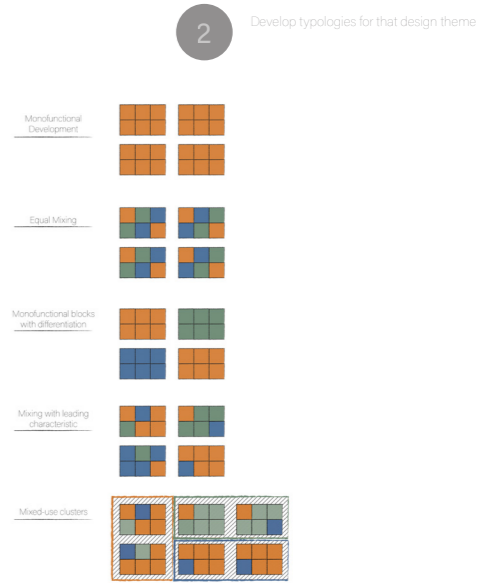 2
Develop typologies for that design theme
Monofunctional
Development
Equal Mixing
Monofunctional blocks
with differentation
Mixing with leading
characteristic
Mixed-use clusters